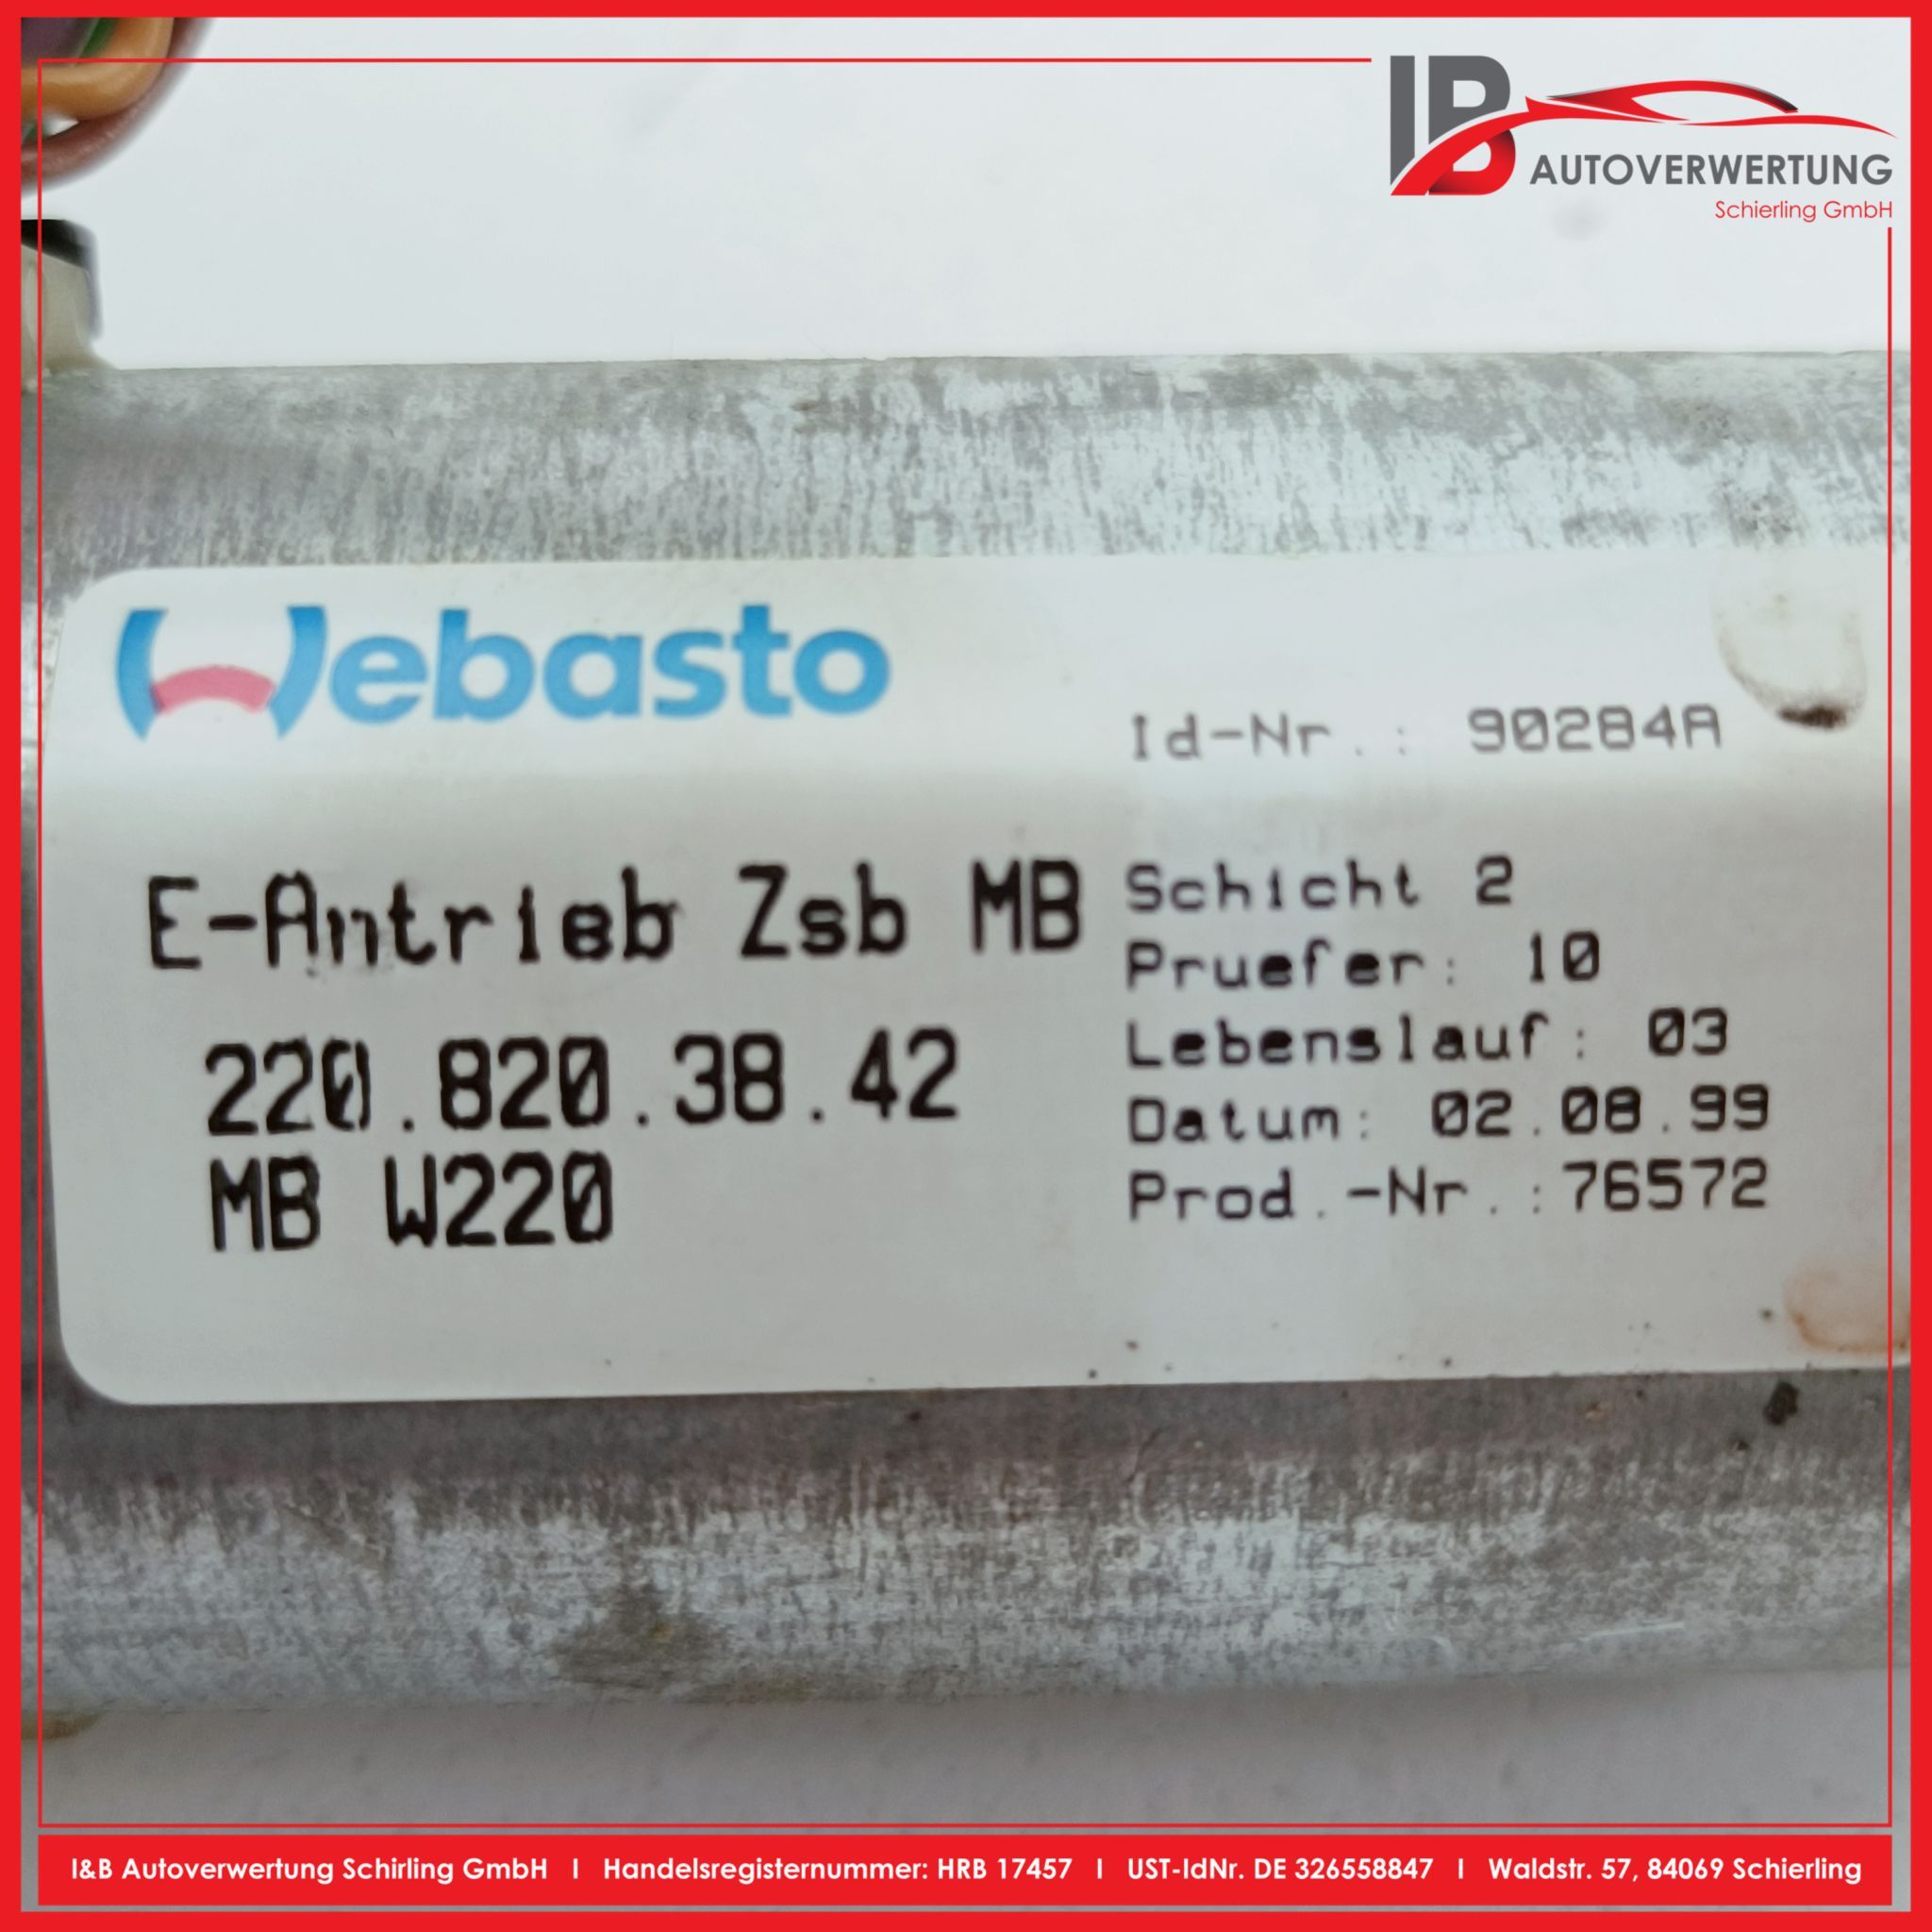 IB
AUTOVERWERTUNG
Schierling GmbH
Webasto
Id-Nr.: 90284A
E-Antrieb Zsb MB
220.820.38.42
MB W220
Schicht 2
Pruefer: 10
Lebenslauf: 03
Datum: 02.08.99
Prod.-Nr.:76572
I&B Autoverwertung Schirling GmbH I Handelsregisternummer: HRB 17457 I UST-IdNr. DE 326558847 I Waldstr. 57, 84069 Schierling